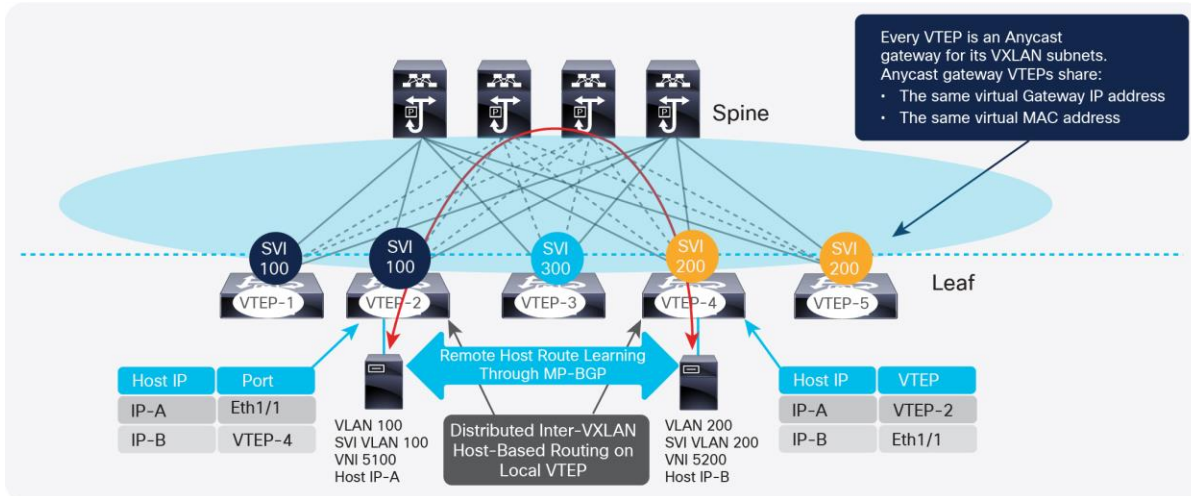 Every VTEP is an Anycast
gateway for its VXLAN subnets.
Anycast gateway VTEPs share:
• The same virtual Gateway IP address
• The same virtual MAC address
P
P
P
P
Spine
SVI
100
SVI
100
SVI
300
SVI
200
SVI
200
Leaf
VTEP-1
VTEP-2
VTEP-3
VTEP-4
VTEP-5
Remote Host Route Learning
Through MP-BGP
Host IP Port
IP-A Eth1/1
IP-B VTEP-4
VLAN 100
SVI VLAN 100
VNI 5100
Host IP-A
Distributed Inter-VXLAN
Host-Based Routing on
Local VTEP
VLAN 200
SVI VLAN 200
VNI 5200
Host IP-B
Host IP VTEP
IP-A VTEP-2
IP-B Eth1/1